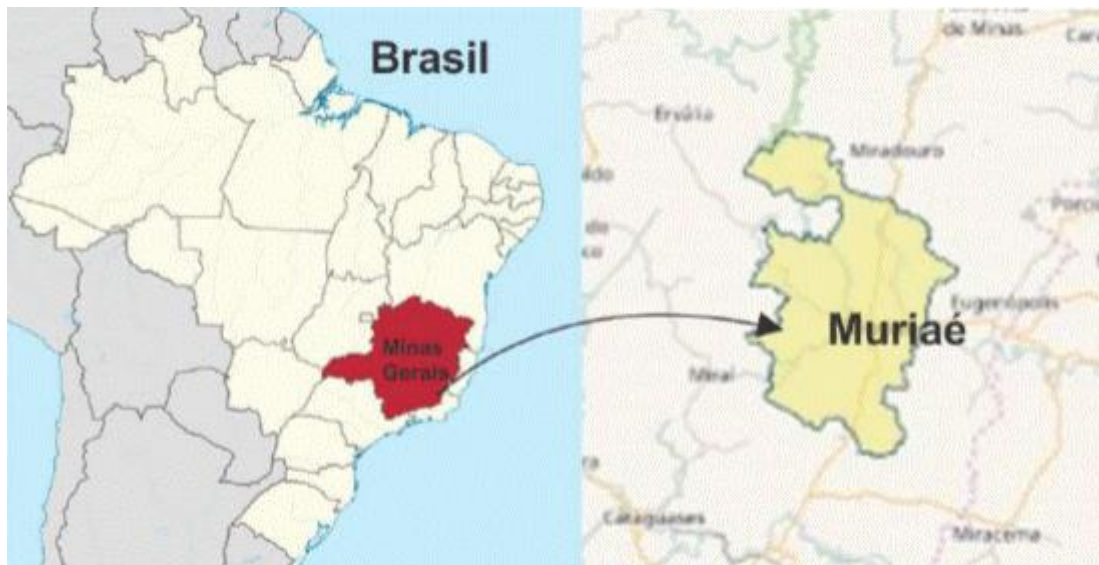 Brasil
Minas
Gerais
de Minas
Ervália
Miradouro
Eugenópolis
Muriaé
Miraí
Cataguases
Miracema